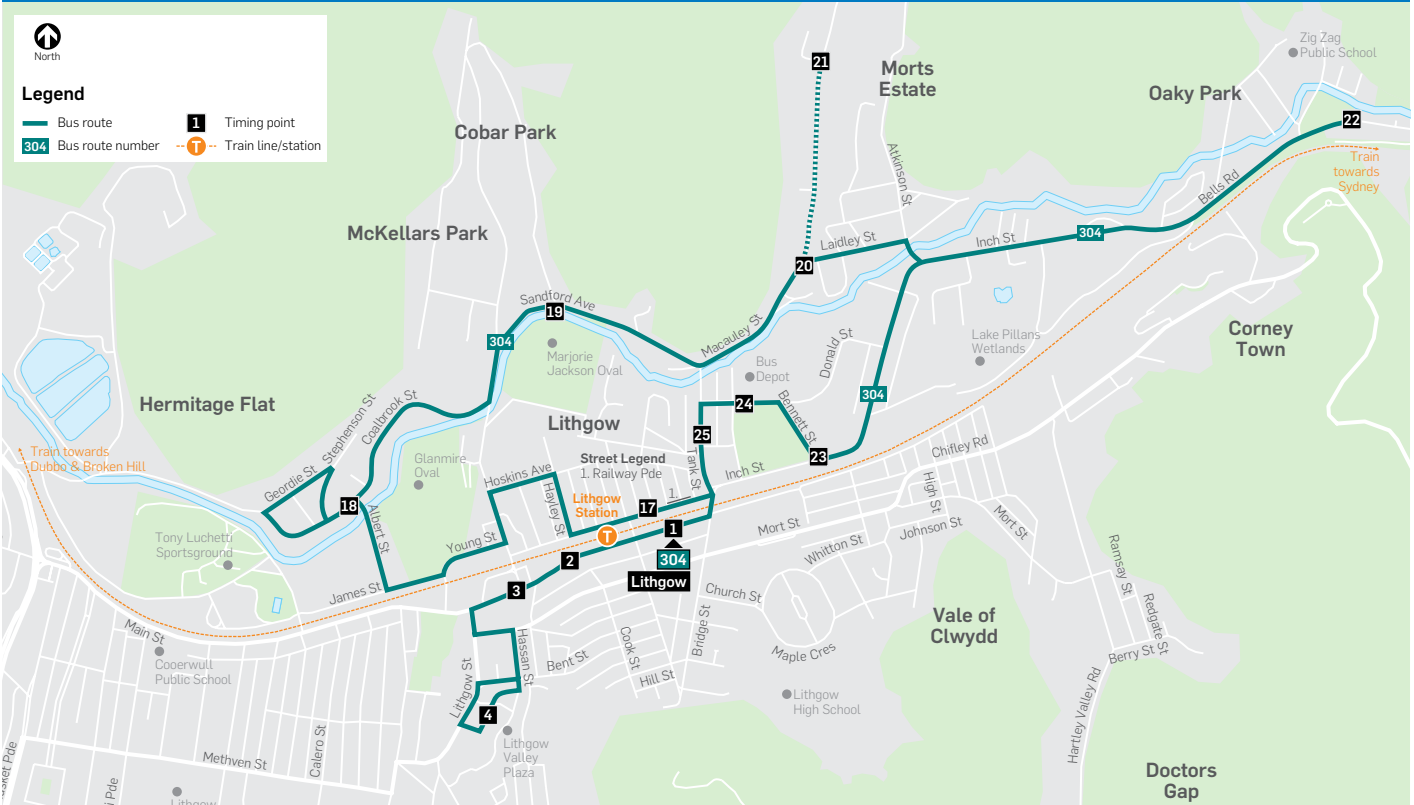 North
Legend
Bus route
304 Bus route number
1 Timing point
T Train line/station
Cobar Park
McKellars Park
Hermitage Flat
Morts
Estate
Oaky Park
Zig Zag
Public School
21
22
Train
towards
Sydney
Atkinson St
Bells Rd
304
Inch St
Laidley St
20
Sandford Ave
19
304
Macauley St
Marjorie
Jackson Oval
Bus
Depot
Donald St
Lake Pillans
Wetlands
Corney
Town
304
Stephenson St
Coalbrook St
Geordie St
18
Albert St
Glanmire
Oval
Train towards
Dubbo & Broken Hill
Tony Luchetti
Sportsground
Lithgow
Street Legend
1. Railway Pde
Hoskins Ave
Hayley St
Lithgow
Station
T
17
1.
25
24
Tank St
Bennett St
23
Inch St
Chifley Rd
High St
Mort St
Johnson St
Mort St
Whitton St
Young St
James St
1
304
Lithgow
2
3
Church St
Bridge St
Maple Cres
Cook St
Hill St
Bent St
Hassan St
Lithgow St
4
Lithgow
Valley
Plaza
Lithgow
High School
Vale of
Clwydd
Ramsay St
Redgate St
Berry St
Hartley Valley Rd
Doctors
Gap
Main St
Cooerwull
Public School
Methven St
Calero St
Pde
Pde
Lithgow